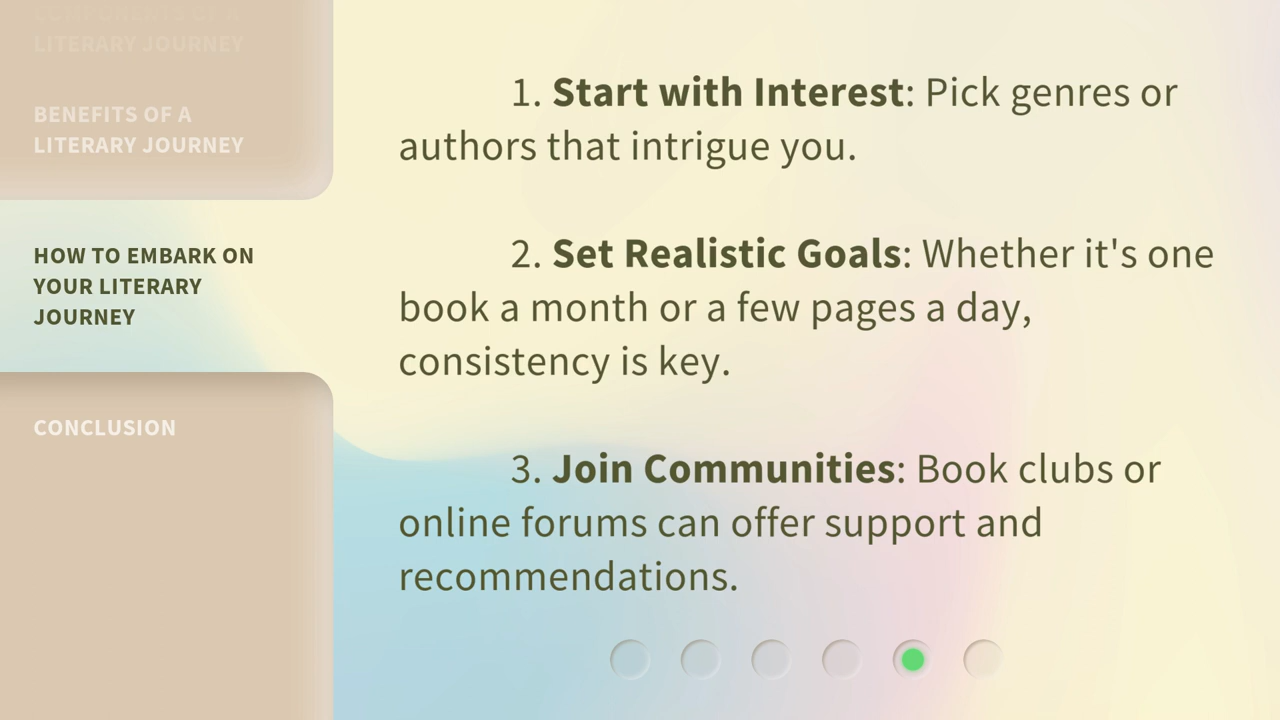 COMPONENTS OF A
LITERARY JOURNEY
BENEFITS OF A
LITERARY JOURNEY
HOW TO EMBARK ON
YOUR LITERARY
JOURNEY
CONCLUSION
1. Start with Interest: Pick genres or
authors that intrigue you.
2. Set Realistic Goals: Whether it's one
book a month or a few pages a day,
consistency is key.
3. Join Communities: Book clubs or
online forums can offer support and
recommendations.